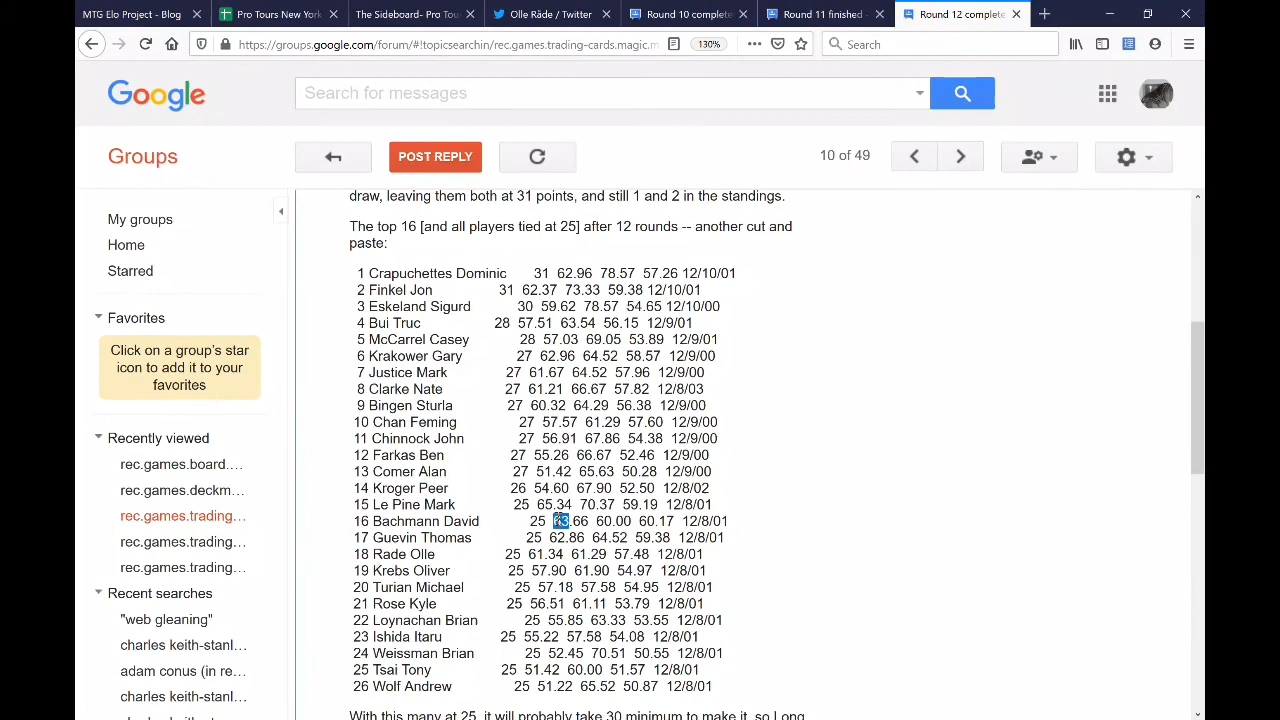 MTG Elo Project - Blog
Pro Tours New York
The Sideboard- Pro Tour
Olle Råde / Twitter
Round 10 complete
Round 11 finished -
Round 12 complete
https://groups.google.com/forum/#!topicsearchin/rec.games.trading-cards.magic.m
130%
Search
Google
Search for messages
Groups
POST REPLY
10 of 49
My groups
Home
Starred
Favorites
Click on a group's star
icon to add it to your
favorites
Recently viewed
rec.games.board....
rec.games.deckm...
rec.games.trading...
rec.games.trading...
rec.games.trading...
Recent searches
"web gleaning"
charles keith-stanl...
adam conus (in re...
charles keith-stanl...
draw, leaving them both at 31 points, and still 1 and 2 in the standings.
The top 16 [and all players tied at 25] after 12 rounds -- another cut and
paste:
1 Crapuchettes Dominic 31 62.96 78.57 57.26 12/10/01
2 Finkel Jon 31 62.37 73.33 59.38 12/10/01
3 Eskeland Sigurd 30 59.62 78.57 54.65 12/10/00
4 Bui Truc 28 57.51 63.54 56.15 12/9/01
5 McCarrel Casey 28 57.03 69.05 53.89 12/9/01
6 Krakower Gary 27 62.96 64.52 58.57 12/9/00
7 Justice Mark 27 61.67 64.52 57.96 12/9/00
8 Clarke Nate 27 61.21 66.67 57.82 12/8/03
9 Bingen Sturla 27 60.32 64.29 56.38 12/9/00
10 Chan Feming 27 57.57 61.29 57.60 12/9/00
11 Chinnock John 27 56.91 67.86 54.38 12/9/00
12 Farkas Ben 27 55.26 66.67 52.46 12/9/00
13 Comer Alan 27 51.42 65.63 50.28 12/9/00
14 Kroger Peer 26 54.60 67.90 52.50 12/8/02
15 Le Pine Mark 25 65.34 70.37 59.19 12/8/01
16 Bachmann David 25 63.66 60.00 60.17 12/8/01
17 Guevin Thomas 25 62.86 64.52 59.38 12/8/01
18 Rade Olle 25 61.34 61.29 57.48 12/8/01
19 Krebs Oliver 25 57.90 61.90 54.97 12/8/01
20 Turian Michael 25 57.18 57.58 54.95 12/8/01
21 Rose Kyle 25 56.51 61.11 53.79 12/8/01
22 Loynachan Brian 25 55.85 63.33 53.55 12/8/01
23 Ishida Itaru 25 55.22 57.58 54.08 12/8/01
24 Weissman Brian 25 52.45 70.51 50.55 12/8/01
25 Tsai Tony 25 51.42 60.00 51.57 12/8/01
26 Wolf Andrew 25 51.22 65.52 50.87 12/8/01
With this many at 25, it will probably take 30 minimum to make it, so Long